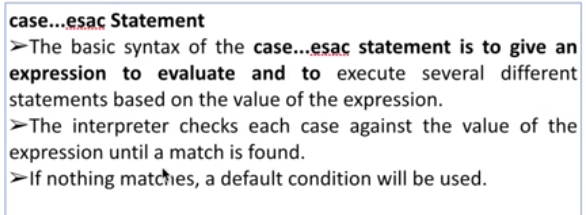 case...esac Statement
➢The basic syntax of the case...esac statement is to give an
expression to evaluate and to execute several different
statements based on the value of the expression.
➢The interpreter checks each case against the value of the
expression until a match is found.
➢If nothing matches, a default condition will be used.